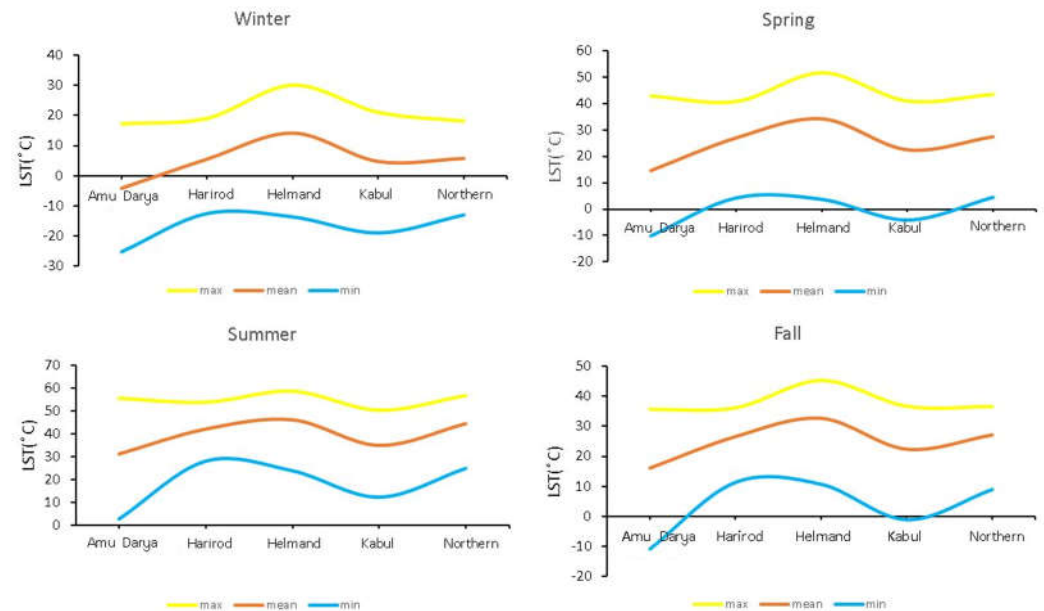 Winter
40
30
20
10
0
-10
-20
-30
LST(°C)
Amu Darya Harirod Helmand Kabul Northern
max mean min
Spring
60
50
40
30
20
10
0
-10
-20
LST(°C)
Amu Darya Harirod Helmand Kabul Northern
max mean min
Summer
70
60
50
40
30
20
10
0
LST(°C)
Amu Darya Harirod Helmand Kabul Northern
max mean min
Fall
50
40
30
20
10
0
-10
-20
LST(°C)
Amu Darya Harirod Helmand Kabul Northern
max mean min